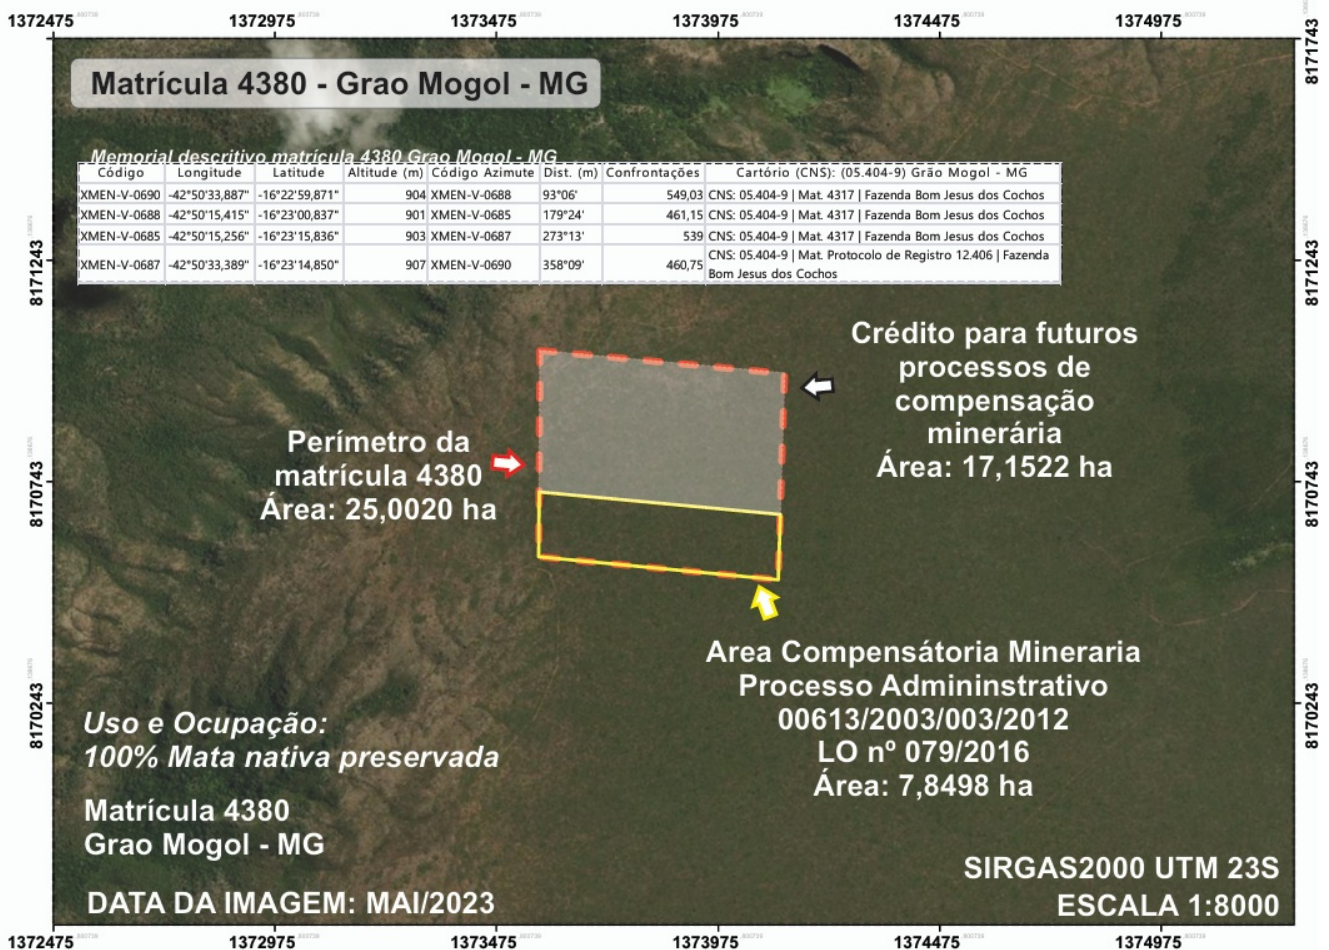 1372475 1372975 1373475 1373975 1374475 1374975
8171743
Matrícula 4380 - Grao Mogol - MG
Memorial descritivo matrícula 4380 Grao Mogol - MG
Código Longitude Latitude Altitude (m) Código Azimute Dist. (m) Confrontações Cartório (CNS): (05.404-9) Grão Mogol - MG
XMEN-V-0690 -42°50'33,887" -16°22'59,871" 904 XMEN-V-0688 93°06' 549,03 CNS: 05.404-9 | Mat. 4317 | Fazenda Bom Jesus dos Cochos
XMEN-V-0688 -42°50'15,415" -16°23'00,837" 901 XMEN-V-0685 179°24' 461,15 CNS: 05.404-9 | Mat. 4317 | Fazenda Bom Jesus dos Cochos
XMEN-V-0685 -42°50'15,256" -16°23'15,836" 903 XMEN-V-0687 273°13' 539 CNS: 05.404-9 | Mat. 4317 | Fazenda Bom Jesus dos Cochos
XMEN-V-0687 -42°50'33,389" -16°23'14,850" 907 XMEN-V-0690 358°09' 460,75 CNS: 05.404-9 | Mat. Protocolo de Registro 12.406 | Fazenda
Bom Jesus dos Cochos
8171243 8171243
Crédito para futuros
processos de
compensação
minerária
Área: 17,1522 ha
Perímetro da
matrícula 4380
Área: 25,0020 ha
8170743 8170743
Area Compensátoria Mineraria
Processo Admininstrativo
00613/2003/003/2012
LO nº 079/2016
Área: 7,8498 ha
8170243 8170243
Uso e Ocupação:
100% Mata nativa preservada
Matrícula 4380
Grao Mogol - MG
DATA DA IMAGEM: MAI/2023
SIRGAS2000 UTM 23S
ESCALA 1:8000
1372475 1372975 1373475 1373975 1374475 1374975